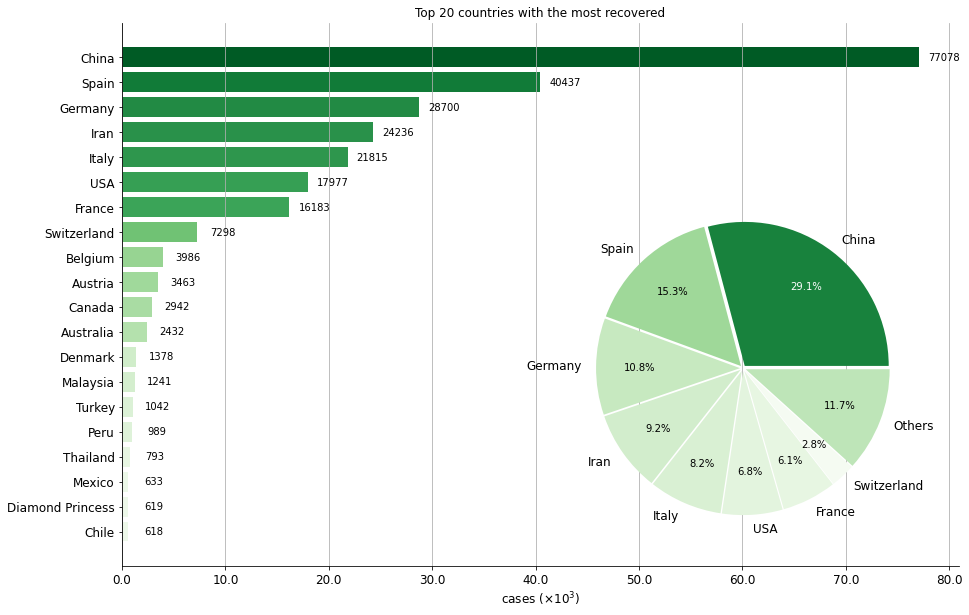 Top 20 countries with the most recovered
China 77078
Spain 40437
Germany 28700
Iran 24236
Italy 21815
USA 17977
France 16183
Switzerland 7298
Belgium 3986
Austria 3463
Canada 2942
Australia 2432
Denmark 1378
Malaysia 1241
Turkey 1042
Peru 989
Thailand 793
Mexico 633
Diamond Princess 619
Chile 618
0.0 10.0 20.0 30.0 40.0 50.0 60.0 70.0 80.0
cases (×10³)
China 29.1%
Spain 15.3%
Germany 10.8%
Iran 9.2%
Italy 8.2%
USA 6.8%
France 6.1%
Switzerland 2.8%
Others 11.7%